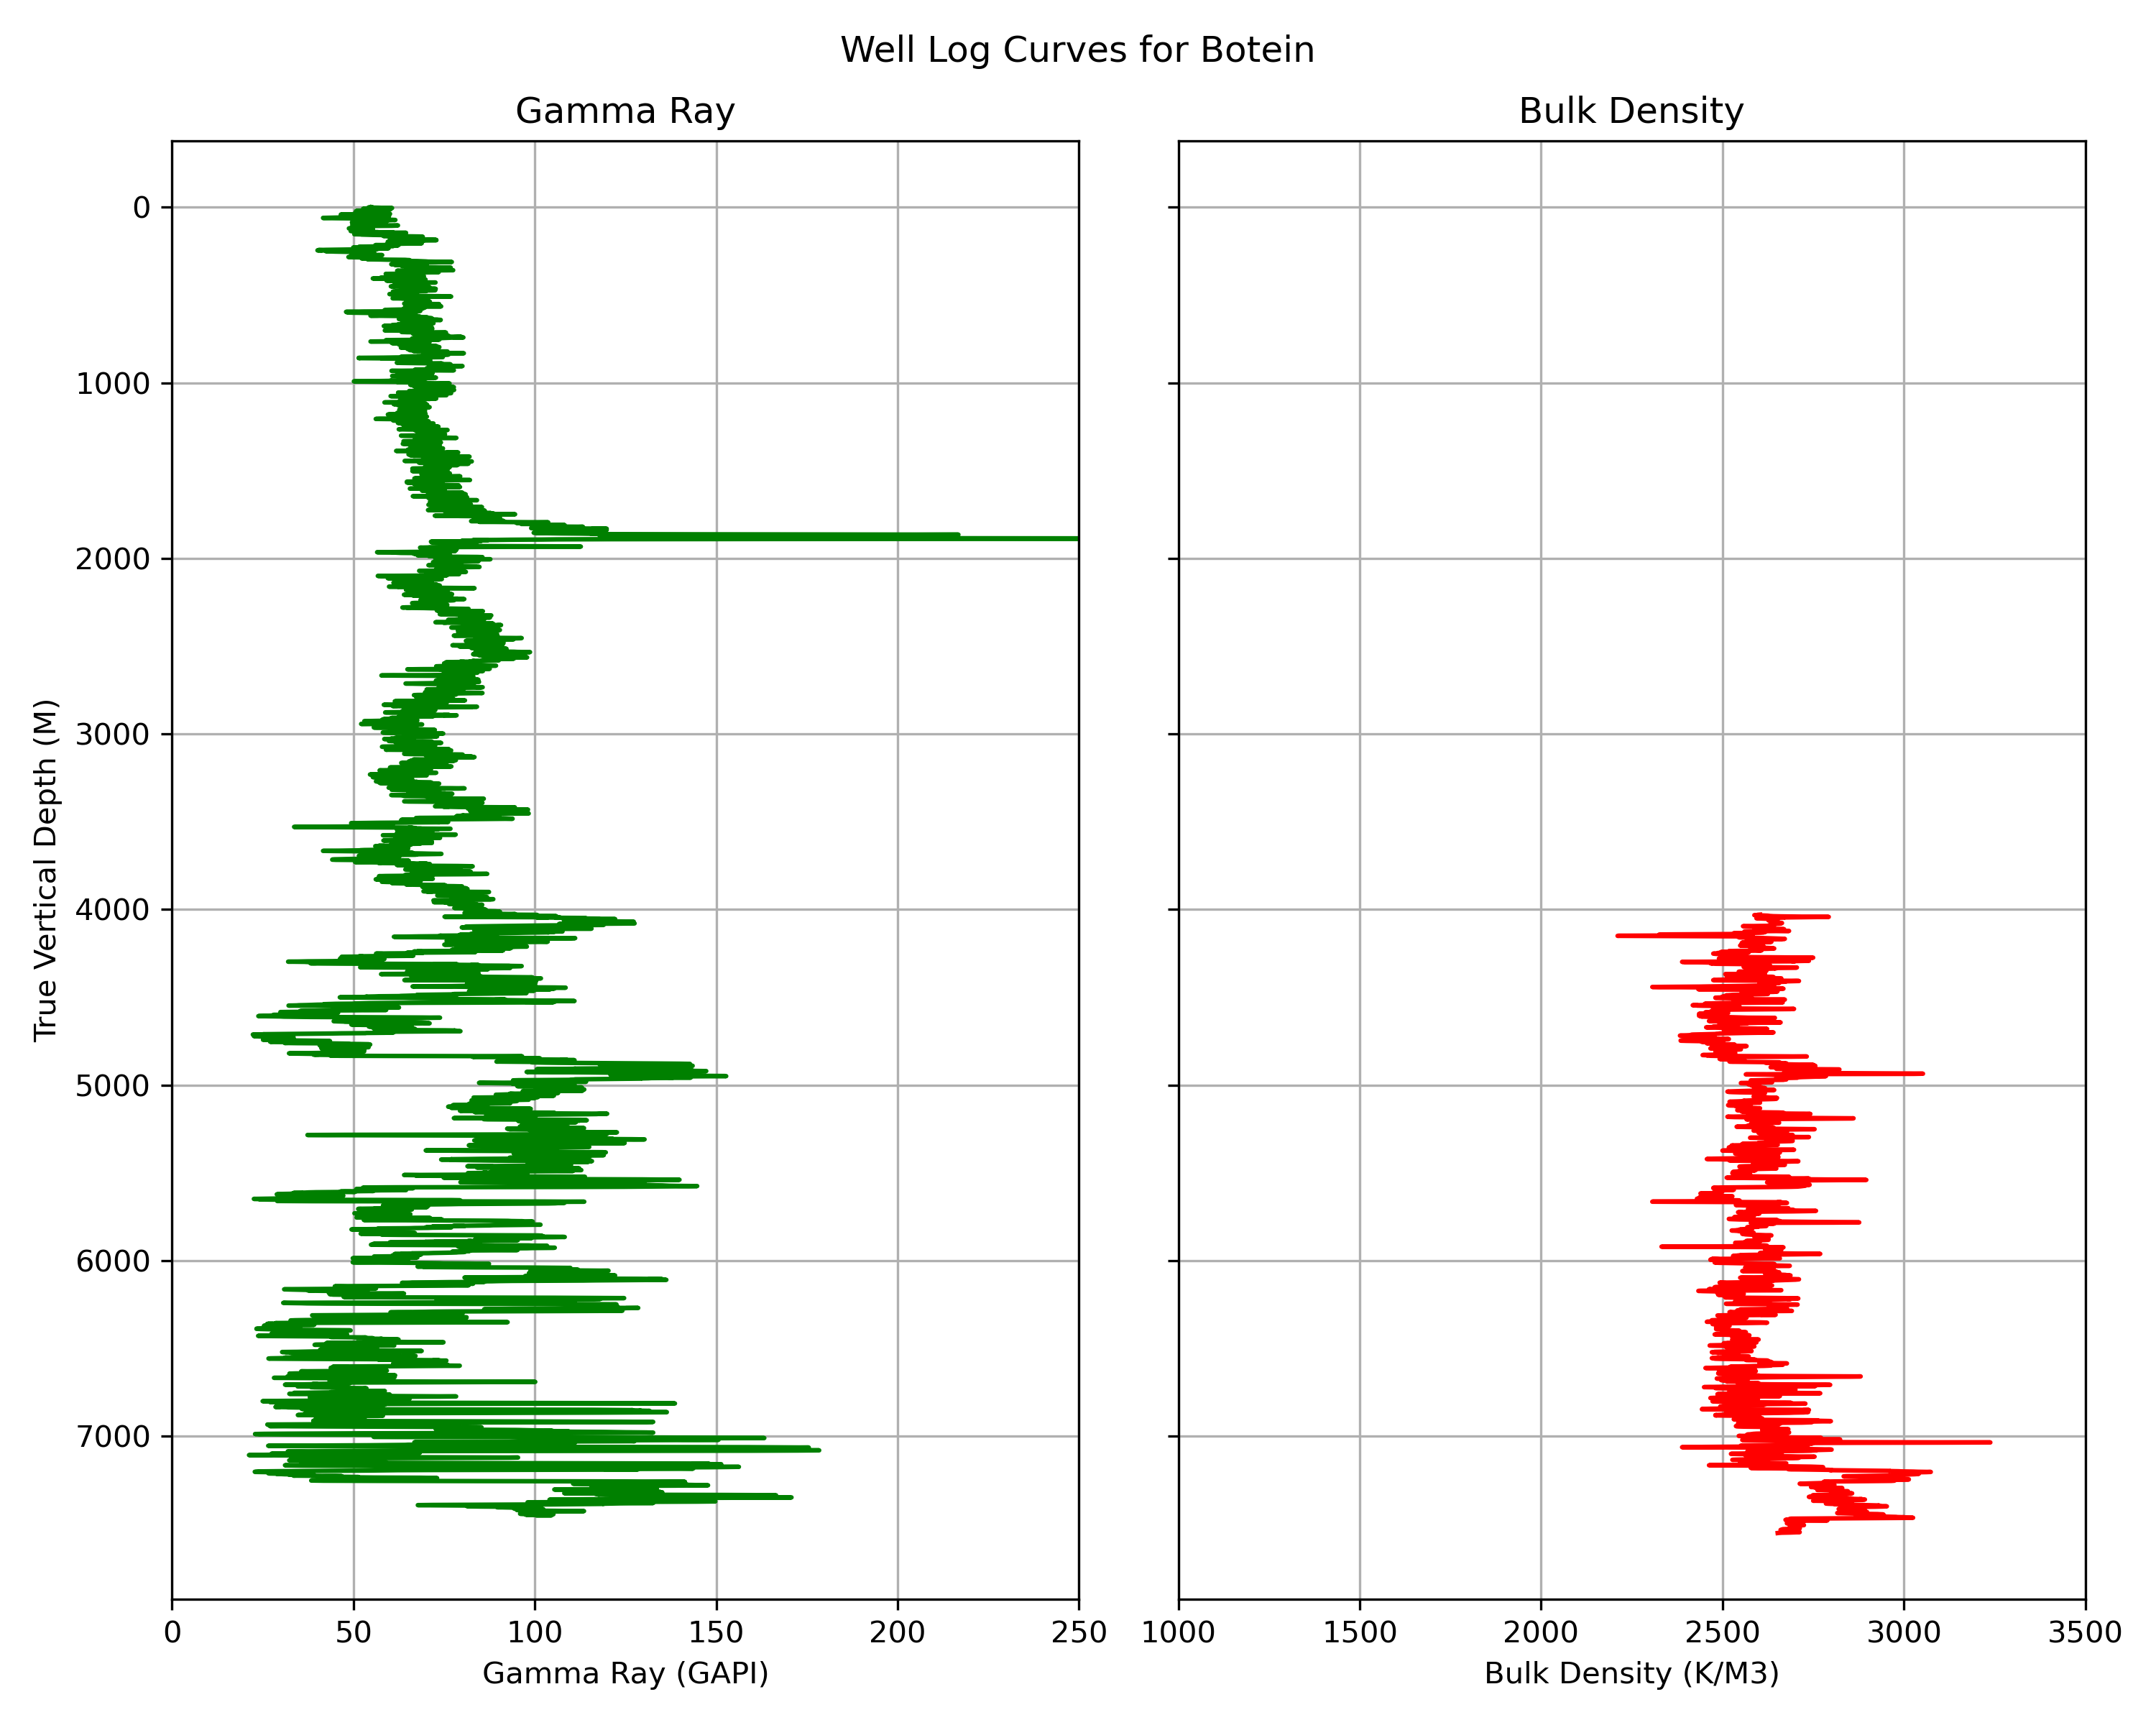 Well Log Curves for Botein
Gamma Ray
Bulk Density
True Vertical Depth (M)
0
1000
2000
3000
4000
5000
6000
7000
0 50 100 150 200 250
1000 1500 2000 2500 3000 3500
Gamma Ray (GAPI)
Bulk Density (K/M3)